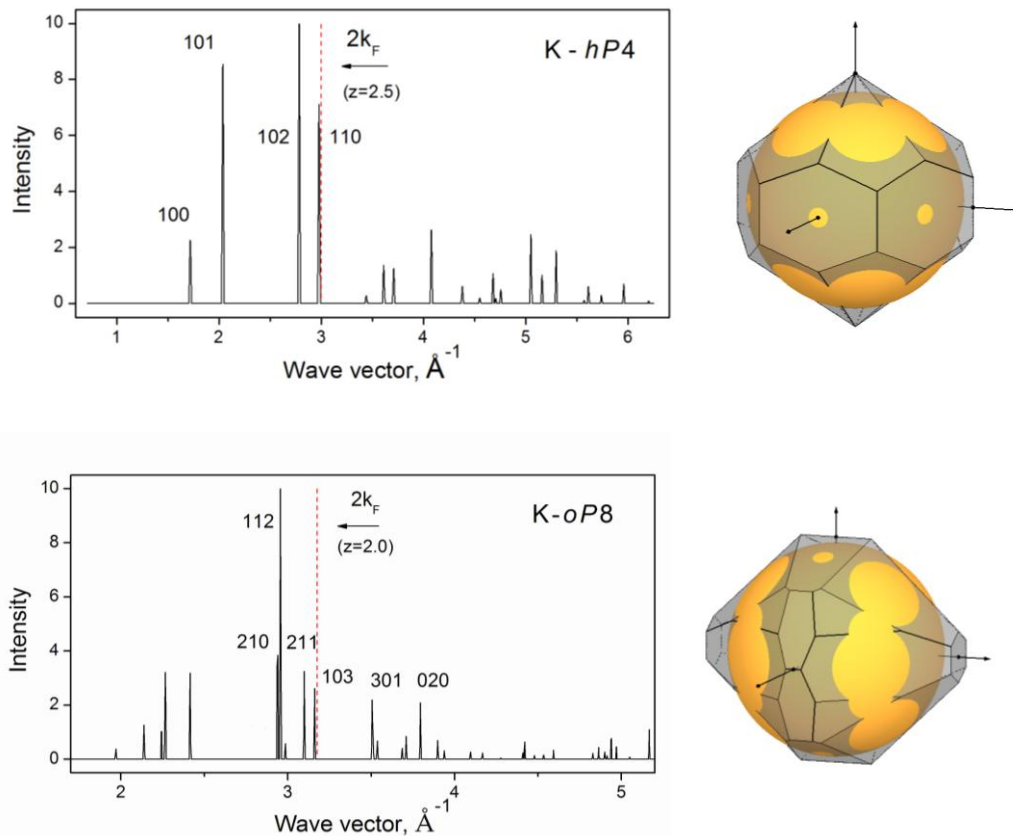 10
8
6
4
2
0
Intensity
100
101
102
110
2k_F
(z=2.5)
K - hP4
1 2 3 4 5 6
Wave vector, Å⁻¹
10
8
6
4
2
0
Intensity
210
112
211
103
301
020
2k_F
(z=2.0)
K-oP8
2 3 4 5
Wave vector, Å⁻¹